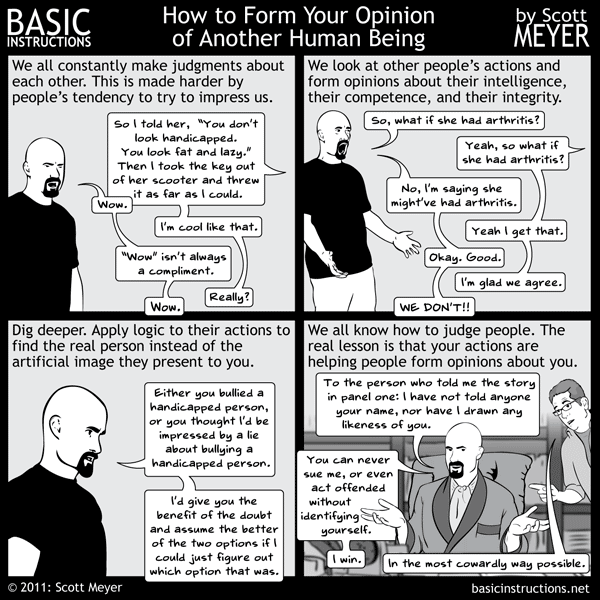 BASIC
INSTRUCTIONS
How to Form Your Opinion
of Another Human Being
by Scott
MEYER
We all constantly make judgments about
each other. This is made harder by
people's tendency to try to impress us.
So I told her, "You don't
look handicapped.
You look fat and lazy."
Then I took the key out
of her scooter and threw
it as far as I could.
Wow.
I'm cool like that.
"Wow" isn't always
a compliment.
Really?
Wow.
We look at other people's actions and
form opinions about their intelligence,
their competence, and their integrity.
So, what if she had arthritis?
Yeah, so what if
she had arthritis?
No, I'm saying she
might've had arthritis.
Yeah I get that.
Okay. Good.
I'm glad we agree.
WE DON'T!!
Dig deeper. Apply logic to their actions to
find the real person instead of the
artificial image they present to you.
Either you bullied a
handicapped person,
or you thought I'd be
impressed by a lie
about bullying a
handicapped person.
I'd give you the
benefit of the doubt
and assume the better
of the two options if I
could just figure out
which option that was.
We all know how to judge people. The
real lesson is that your actions are
helping people form opinions about you.
To the person who told me the story
in panel one: I have not told anyone
your name, nor have I drawn any
likeness of you.
You can never
sue me, or even
act offended
without
identifying
yourself.
I win.
In the most cowardly way possible.
© 2011: Scott Meyer
basicinstructions.net